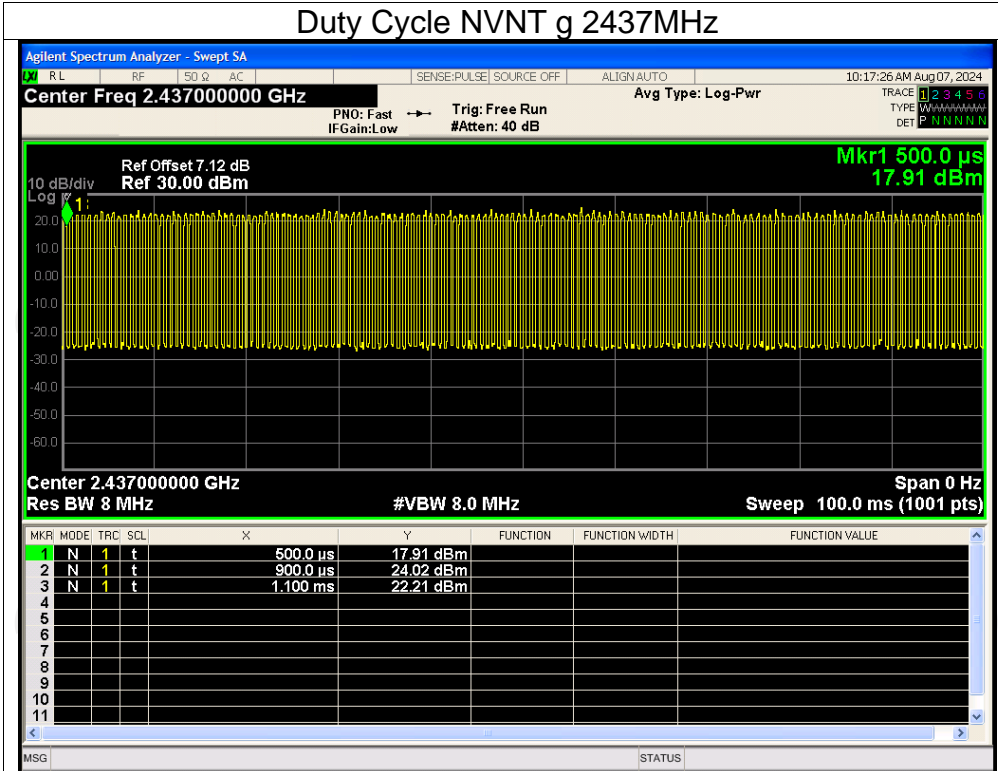 Duty Cycle NVNT g 2437MHz
Agilent Spectrum Analyzer - Swept SA
LXI RL RF 50 Ω AC SENSE:PULSE SOURCE OFF ALIGN AUTO 10:17:26 AM Aug 07, 2024
Center Freq 2.437000000 GHz
PNO: Fast
IFGain:Low
Trig: Free Run
#Atten: 40 dB
Avg Type: Log-Pwr
TRACE 1 2 3 4 5 6
TYPE WWWWWWW
DET P N N N N N
Mkr1 500.0 µs
17.91 dBm
10 dB/div
Log
Ref Offset 7.12 dB
Ref 30.00 dBm
1
20.0
10.0
0.00
-10.0
-20.0
-30.0
-40.0
-50.0
-60.0
Center 2.437000000 GHz Span 0 Hz
Res BW 8 MHz #VBW 8.0 MHz Sweep 100.0 ms (1001 pts)
MKR MODE TRC SCL X Y FUNCTION FUNCTION WIDTH FUNCTION VALUE
1 N 1 t 500.0 µs 17.91 dBm
2 N 1 t 900.0 µs 24.02 dBm
3 N 1 t 1.100 ms 22.21 dBm
4
5
6
7
8
9
10
11
MSG STATUS